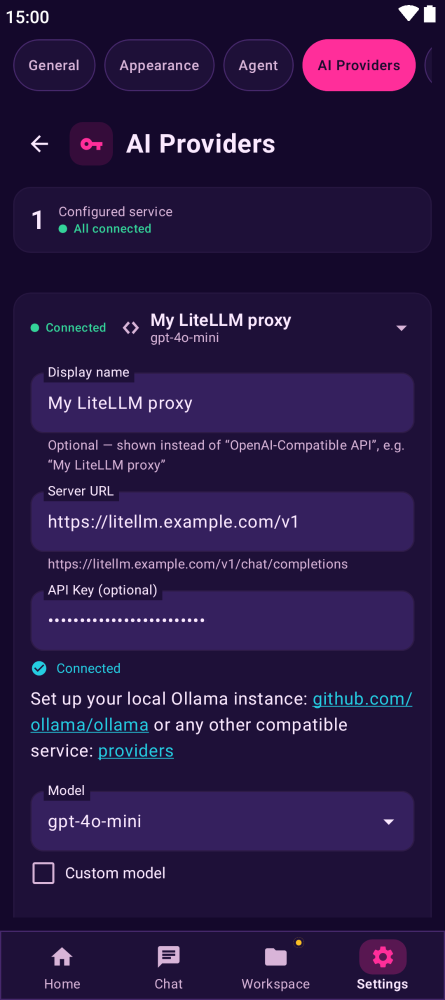 15:00
General
Appearance
Agent
AI Providers
AI Providers
1
Configured service
All connected
Connected
My LiteLLM proxy
gpt-4o-mini
Display name
My LiteLLM proxy
Optional — shown instead of “OpenAI-Compatible API”, e.g.
“My LiteLLM proxy”
Server URL
https://litellm.example.com/v1
https://litellm.example.com/v1/chat/completions
API Key (optional)
••••••••••••••••••••••••••
Connected
Set up your local Ollama instance: github.com/
ollama/ollama or any other compatible
service: providers
Model
gpt-4o-mini
Custom model
Home
Chat
Workspace
Settings